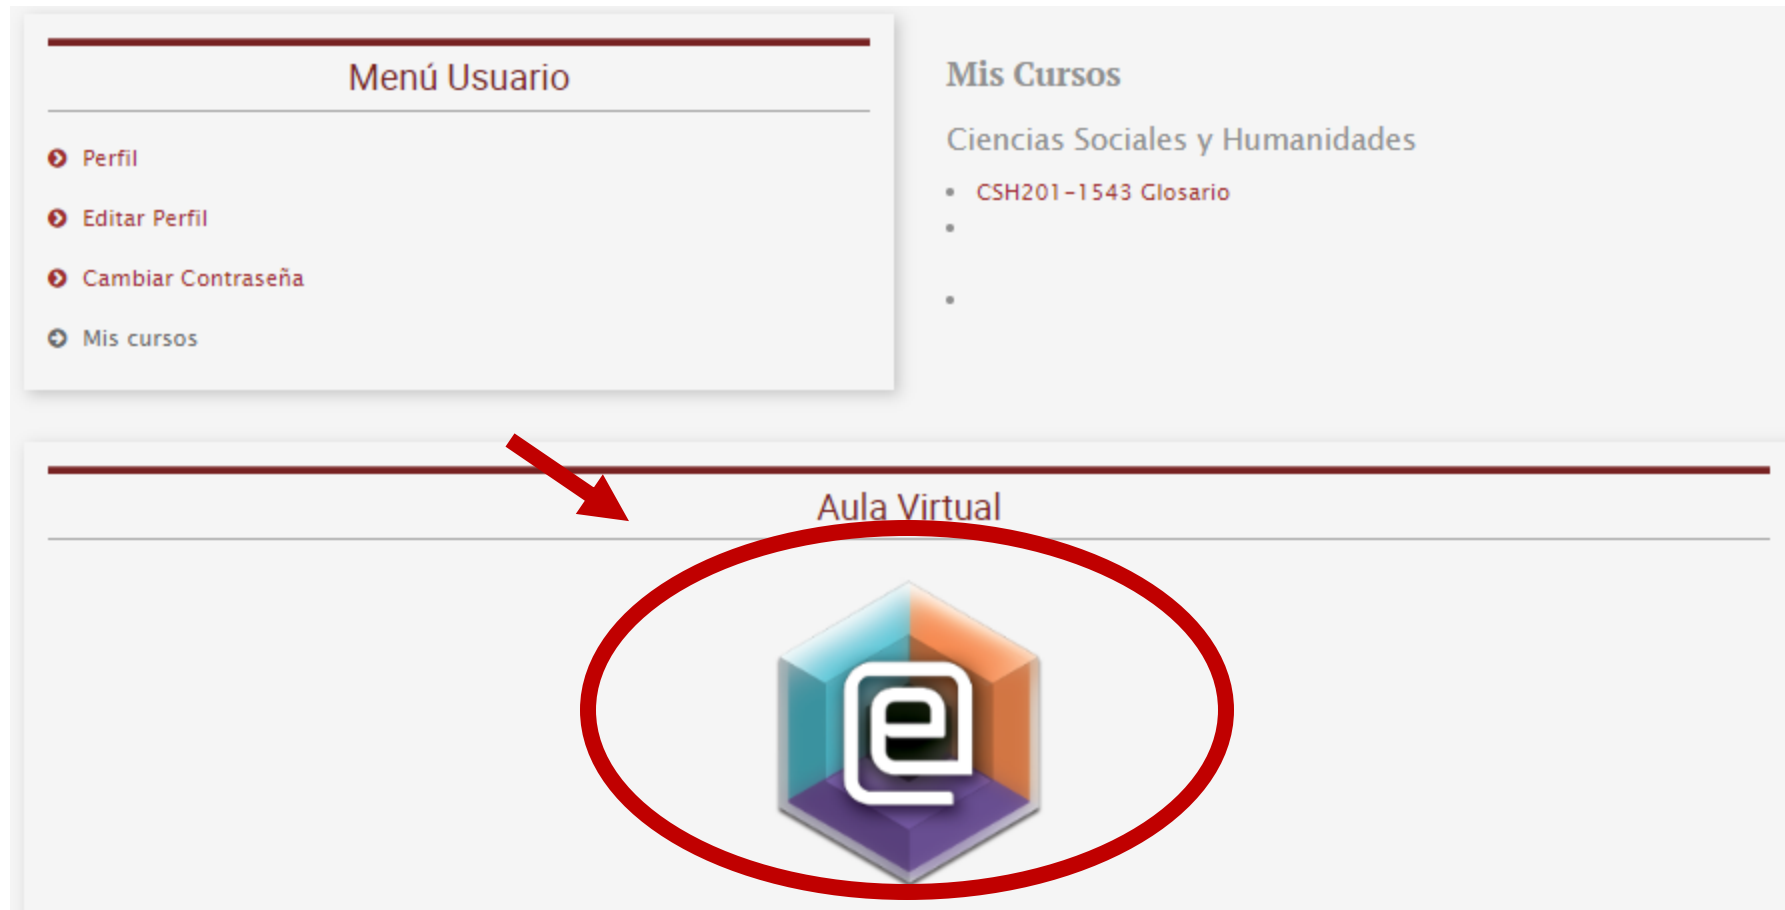 Menú Usuario
Perfil
Editar Perfil
Cambiar Contraseña
Mis cursos
Mis Cursos
Ciencias Sociales y Humanidades
CSH201-1543 Glosario
Aula Virtual
e